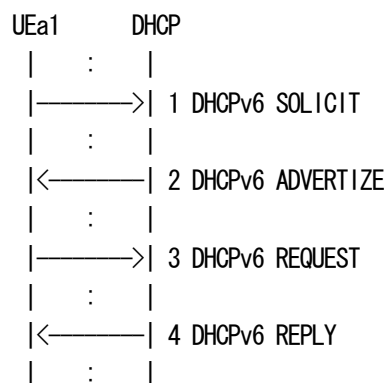 UEa1 DHCP
| : |
|-------->| 1 DHCPv6 SOLICIT
| : |
|<--------| 2 DHCPv6 ADVERTIZE
| : |
|-------->| 3 DHCPv6 REQUEST
| : |
|<--------| 4 DHCPv6 REPLY
| : |